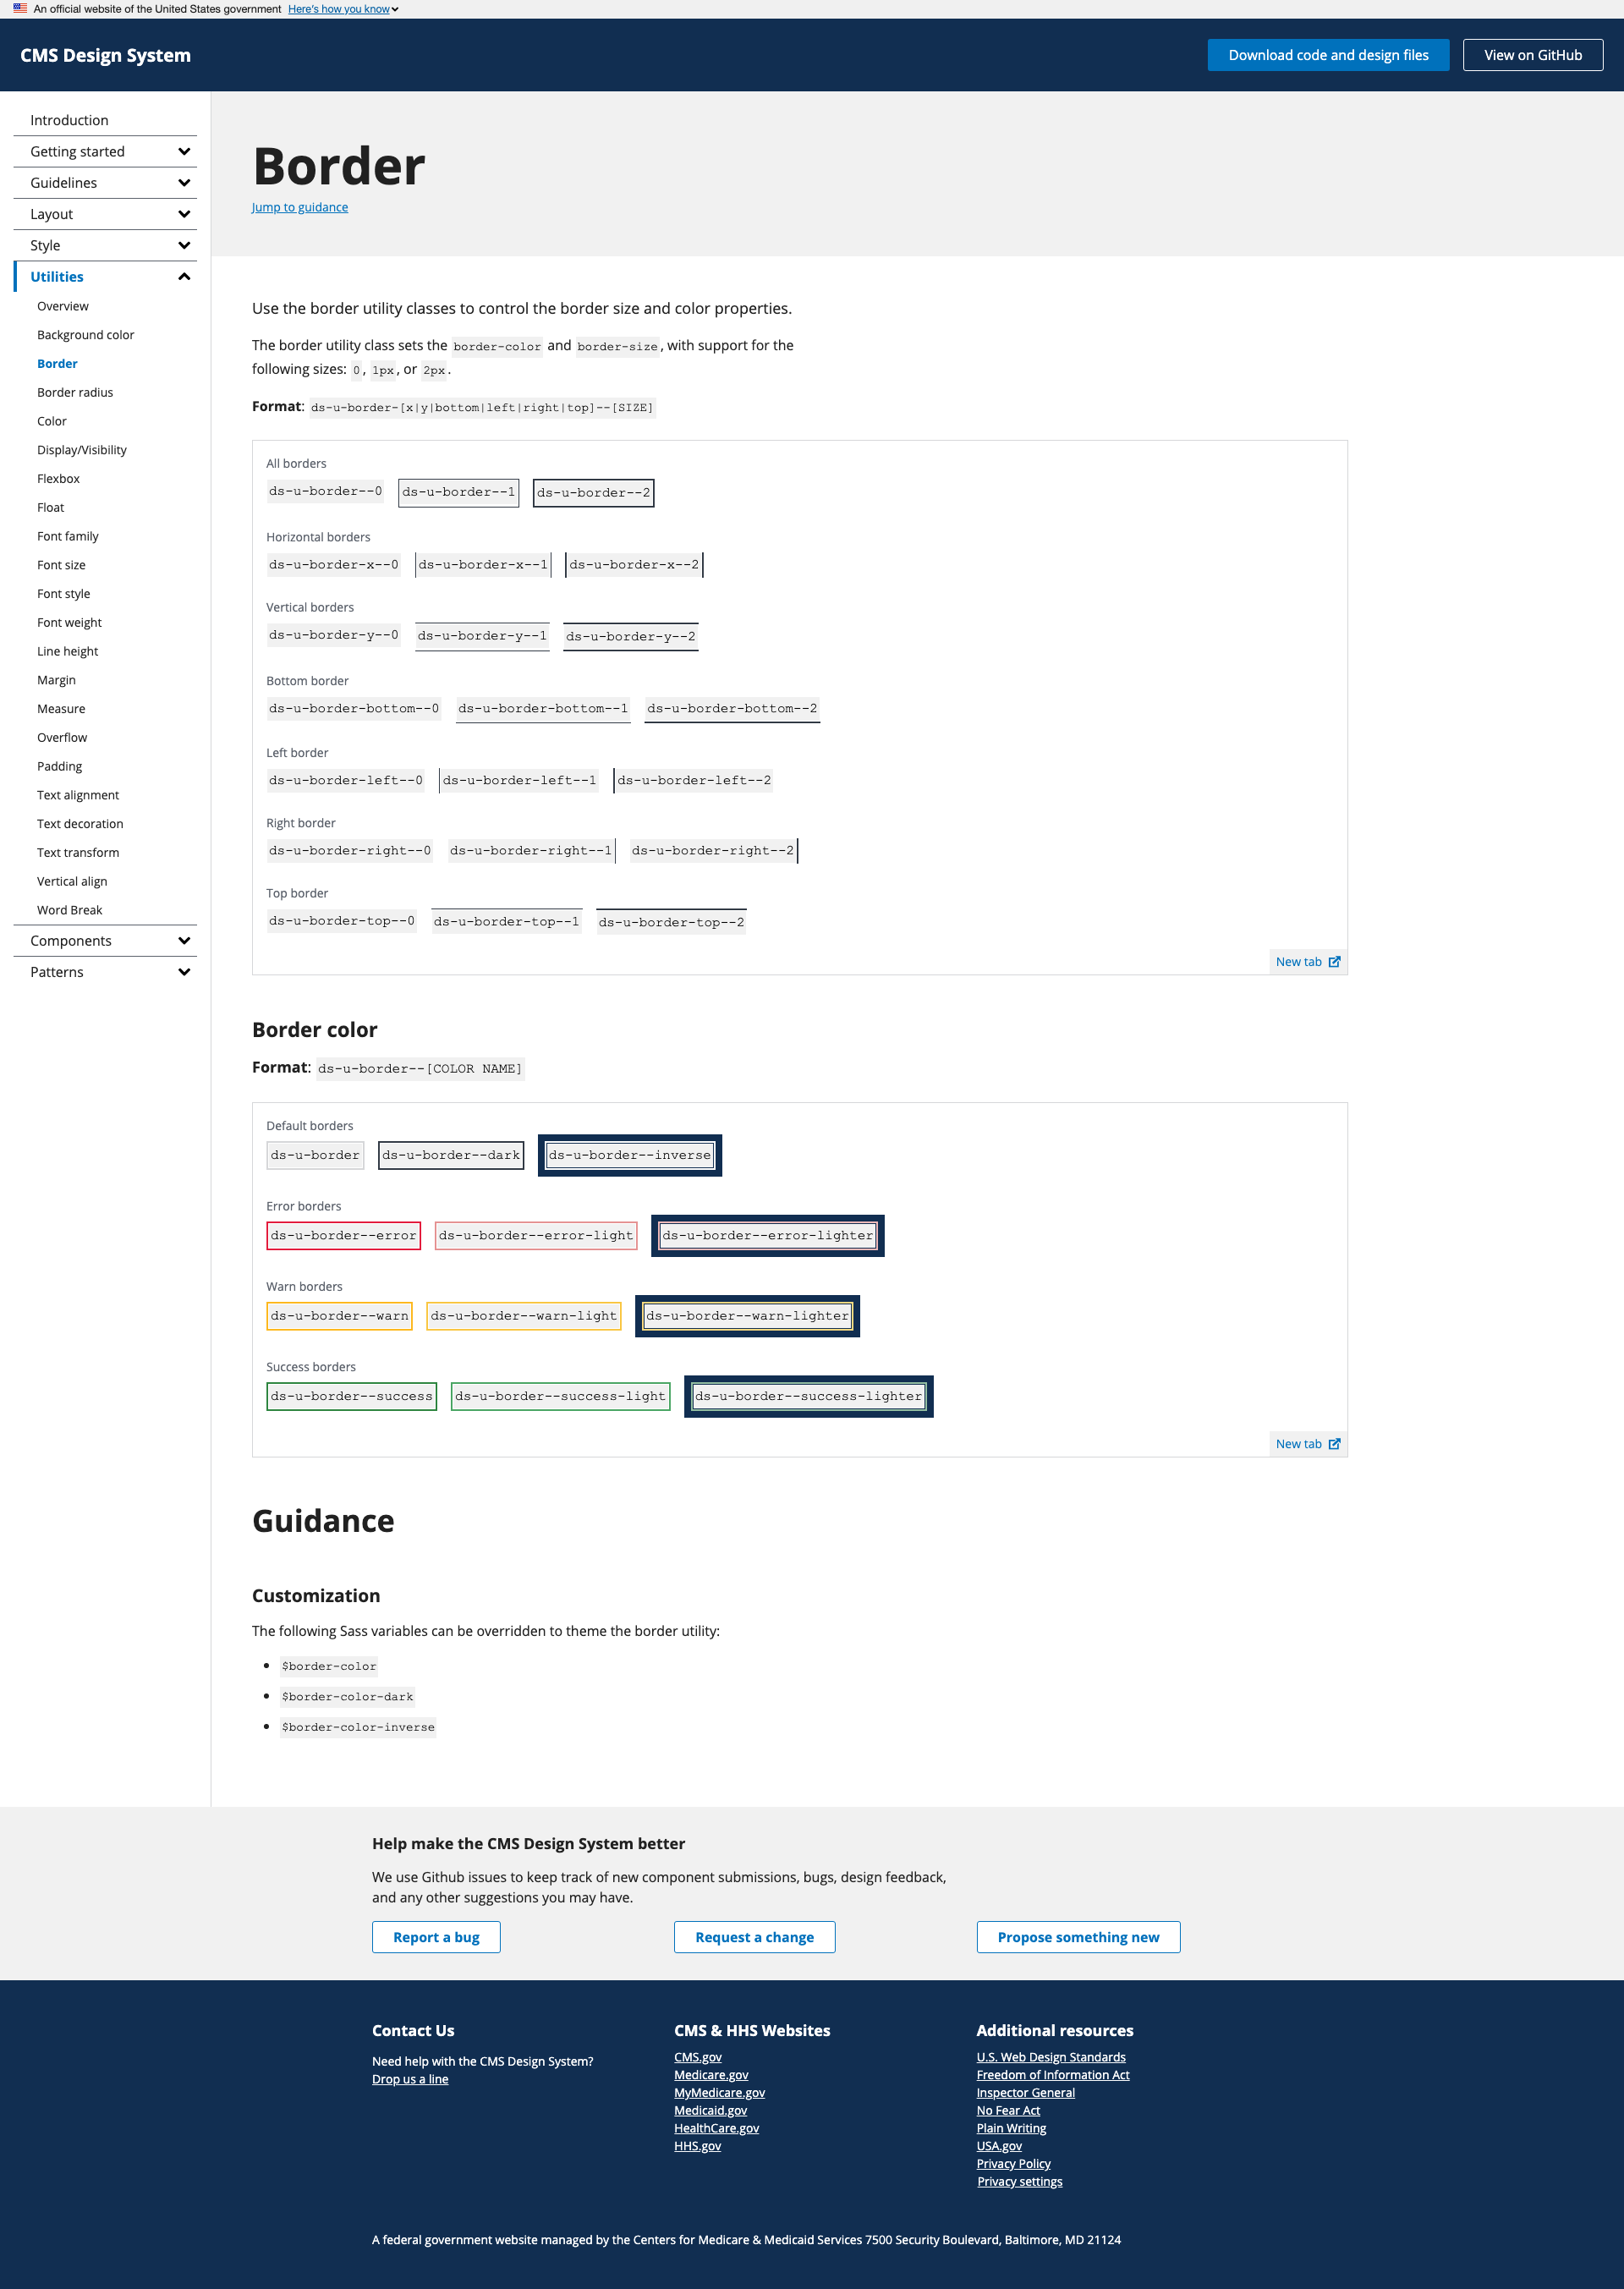 An official website of the United States government Here's how you know
CMS Design System
Download code and design files
View on GitHub
Introduction
Getting started
Guidelines
Layout
Style
Utilities
Overview
Background color
Border
Border radius
Color
Display/Visibility
Flexbox
Float
Font family
Font size
Font style
Font weight
Line height
Margin
Measure
Overflow
Padding
Text alignment
Text decoration
Text transform
Vertical align
Word Break
Components
Patterns
Border
Jump to guidance
Use the border utility classes to control the border size and color properties.
The border utility class sets the border-color and border-size, with support for the
following sizes: 0, 1px, or 2px.
Format: ds-u-border-[x|y|bottom|left|right|top]--[SIZE]
All borders
ds-u-border--0 ds-u-border--1 ds-u-border--2
Horizontal borders
ds-u-border-x--0 ds-u-border-x--1 ds-u-border-x--2
Vertical borders
ds-u-border-y--0 ds-u-border-y--1 ds-u-border-y--2
Bottom border
ds-u-border-bottom--0 ds-u-border-bottom--1 ds-u-border-bottom--2
Left border
ds-u-border-left--0 ds-u-border-left--1 ds-u-border-left--2
Right border
ds-u-border-right--0 ds-u-border-right--1 ds-u-border-right--2
Top border
ds-u-border-top--0 ds-u-border-top--1 ds-u-border-top--2
New tab
Border color
Format: ds-u-border--[COLOR NAME]
Default borders
ds-u-border ds-u-border--dark ds-u-border--inverse
Error borders
ds-u-border--error ds-u-border--error-light ds-u-border--error-lighter
Warn borders
ds-u-border--warn ds-u-border--warn-light ds-u-border--warn-lighter
Success borders
ds-u-border--success ds-u-border--success-light ds-u-border--success-lighter
New tab
Guidance
Customization
The following Sass variables can be overridden to theme the border utility:
$border-color
$border-color-dark
$border-color-inverse
Help make the CMS Design System better
We use Github issues to keep track of new component submissions, bugs, design feedback,
and any other suggestions you may have.
Report a bug
Request a change
Propose something new
Contact Us
Need help with the CMS Design System?
Drop us a line
CMS & HHS Websites
CMS.gov
Medicare.gov
MyMedicare.gov
Medicaid.gov
HealthCare.gov
HHS.gov
Additional resources
U.S. Web Design Standards
Freedom of Information Act
Inspector General
No Fear Act
Plain Writing
USA.gov
Privacy Policy
Privacy settings
A federal government website managed by the Centers for Medicare & Medicaid Services 7500 Security Boulevard, Baltimore, MD 21124